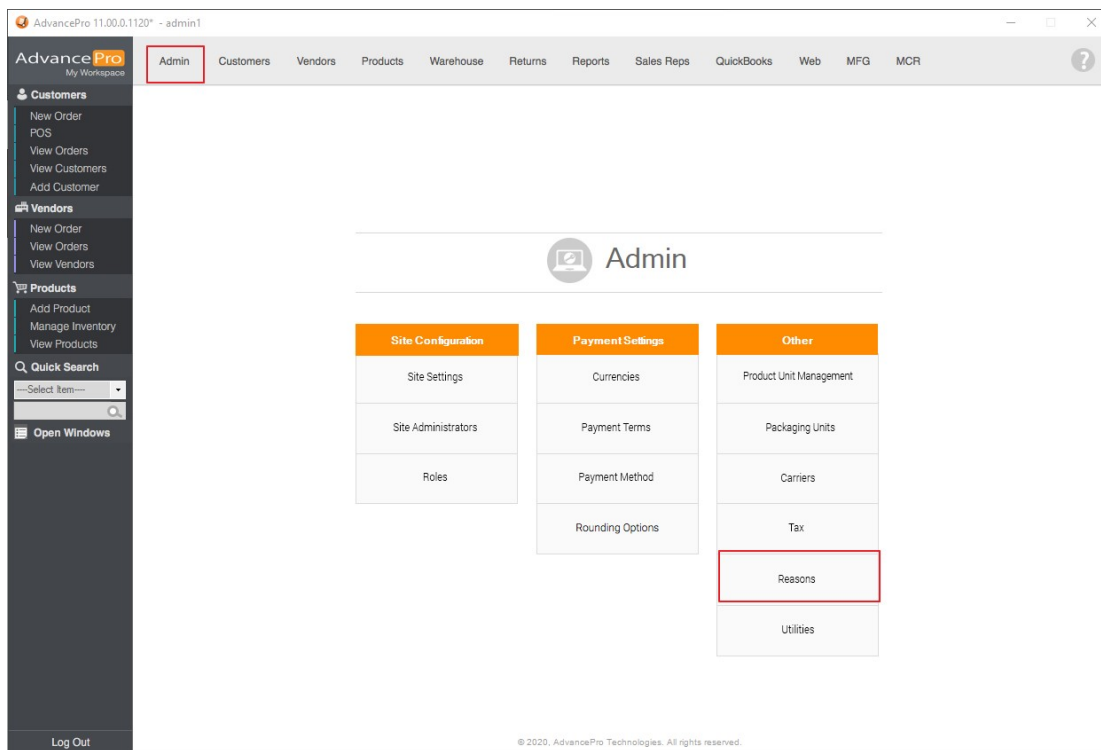 AdvancePro 11.00.0.1120* - admin1
AdvancePro
My Workspace
Admin Customers Vendors Products Warehouse Returns Reports Sales Reps QuickBooks Web MFG MCR ?
Customers
New Order
POS
View Orders
View Customers
Add Customer
Vendors
New Order
View Orders
View Vendors
Products
Add Product
Manage Inventory
View Products
Quick Search
----Select Item----
Open Windows
Log Out
Admin
Site Configuration
Site Settings
Site Administrators
Roles
Payment Settings
Currencies
Payment Terms
Payment Method
Rounding Options
Other
Product Unit Management
Packaging Units
Carriers
Tax
Reasons
Utilities
© 2020, AdvancePro Technologies. All rights reserved.